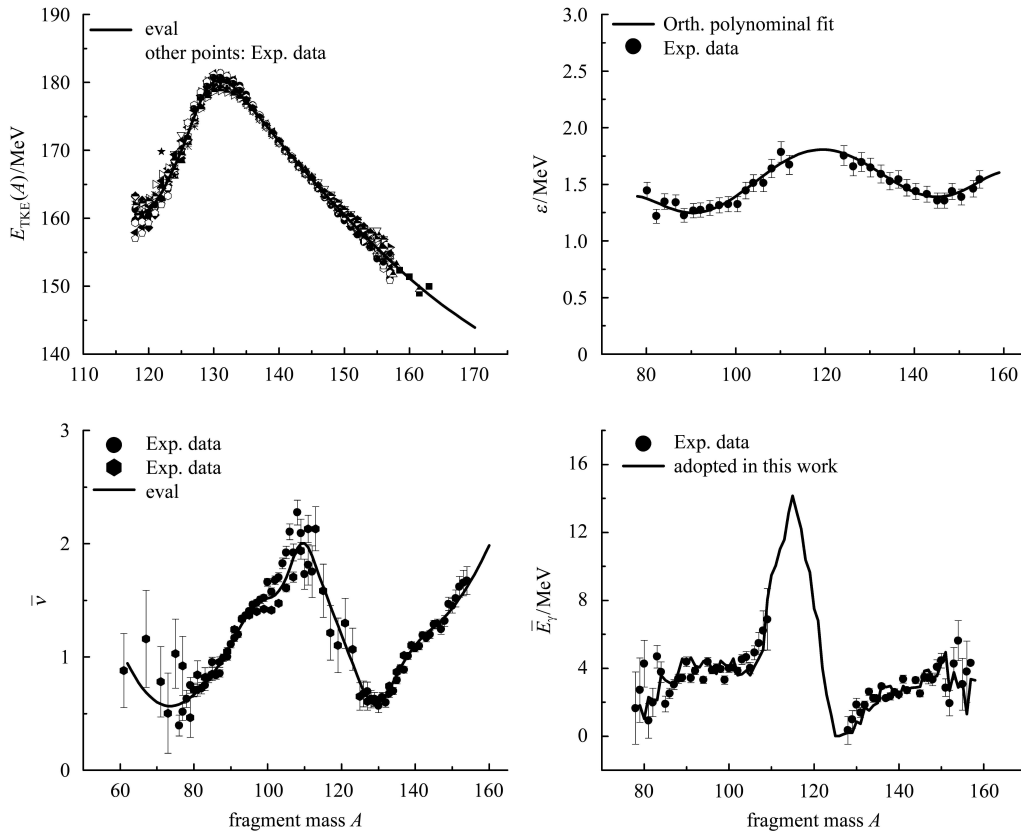 190
180
170
160
150
140
E_TKE(A)/MeV
eval
other points: Exp. data
110 120 130 140 150 160 170
3.0
2.5
2.0
1.5
1.0
0.5
0
ε/MeV
Orth. polynominal fit
Exp. data
80 100 120 140 160
3
2
1
0
ν̅
Exp. data
Exp. data
eval
60 80 100 120 140 160
fragment mass A
16
12
8
4
0
E̅_γ/MeV
Exp. data
adopted in this work
80 100 120 140 160
fragment mass A